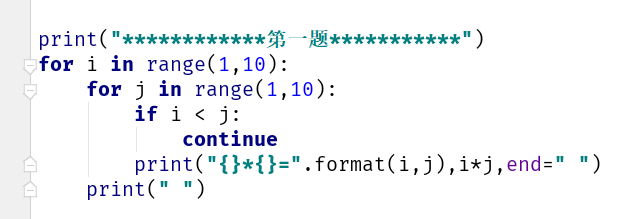 print("************第一题***********")
for i in range(1,10):
    for j in range(1,10):
        if i < j:
            continue
        print("{}*{}=".format(i,j),i*j,end=" ")
    print(" ")